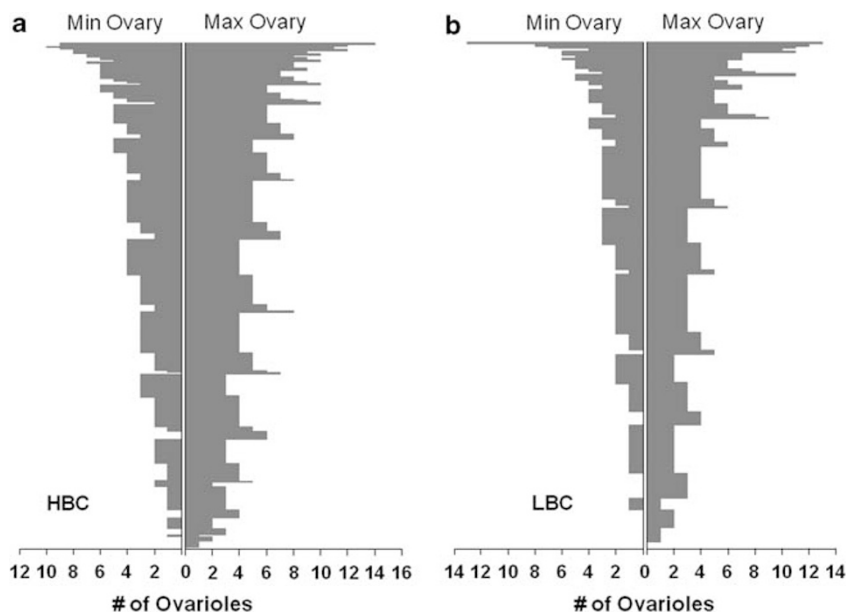 a
Min Ovary Max Ovary
HBC
12 10 8 6 4 2 0 0 2 4 6 8 10 12 14 16
# of Ovarioles
b
Min Ovary Max Ovary
LBC
14 12 10 8 6 4 2 0 0 2 4 6 8 10 12 14
# of Ovarioles